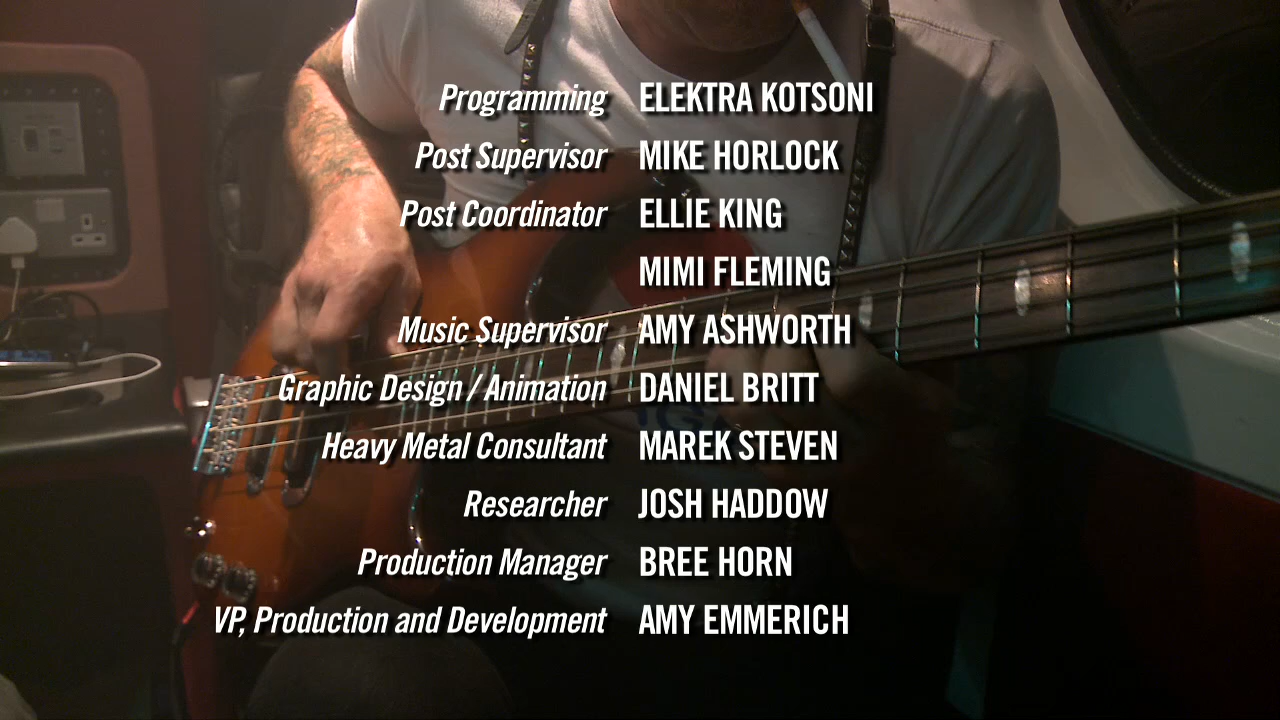 Programming ELEKTRA KOTSONI
Post Supervisor MIKE HORLOCK
Post Coordinator ELLIE KING
MIMI FLEMING
Music Supervisor AMY ASHWORTH
Graphic Design / Animation DANIEL BRITT
Heavy Metal Consultant MAREK STEVEN
Researcher JOSH HADDOW
Production Manager BREE HORN
VP, Production and Development AMY EMMERICH